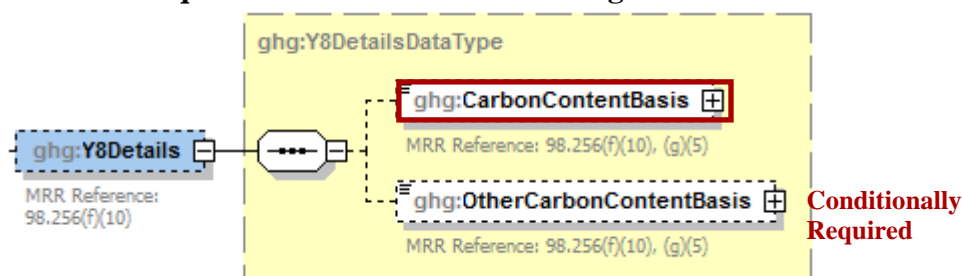 ghg:Y8DetailsDataType
ghg:CarbonContentBasis
MRR Reference: 98.256(f)(10), (g)(5)
ghg:Y8Details
MRR Reference:
98.256(f)(10)
ghg:OtherCarbonContentBasis
Conditionally
Required
MRR Reference: 98.256(f)(10), (g)(5)